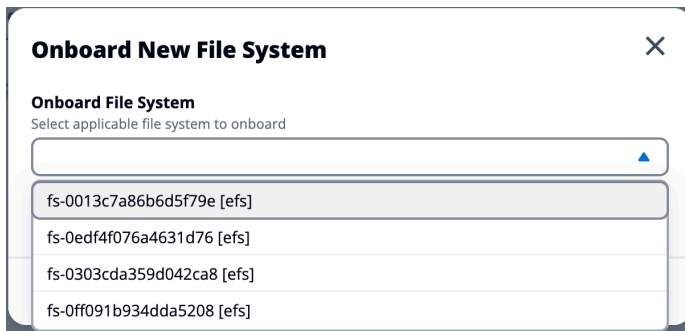 Onboard New File System
Onboard File System
Select applicable file system to onboard
fs-0013c7a86b6d5f79e [efs]
fs-0edf4f076a4631d76 [efs]
fs-0303cda359d042ca8 [efs]
fs-0ff091b934dda5208 [efs]